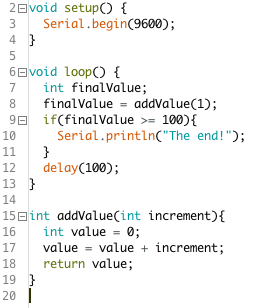 2 void setup() {
3   Serial.begin(9600);
4 }
5
6 void loop() {
7   int finalValue;
8   finalValue = addValue(1);
9   if(finalValue >= 100){
10     Serial.println("The end!");
11   }
12   delay(100);
13 }
14
15 int addValue(int increment){
16   int value = 0;
17   value = value + increment;
18   return value;
19 }
20